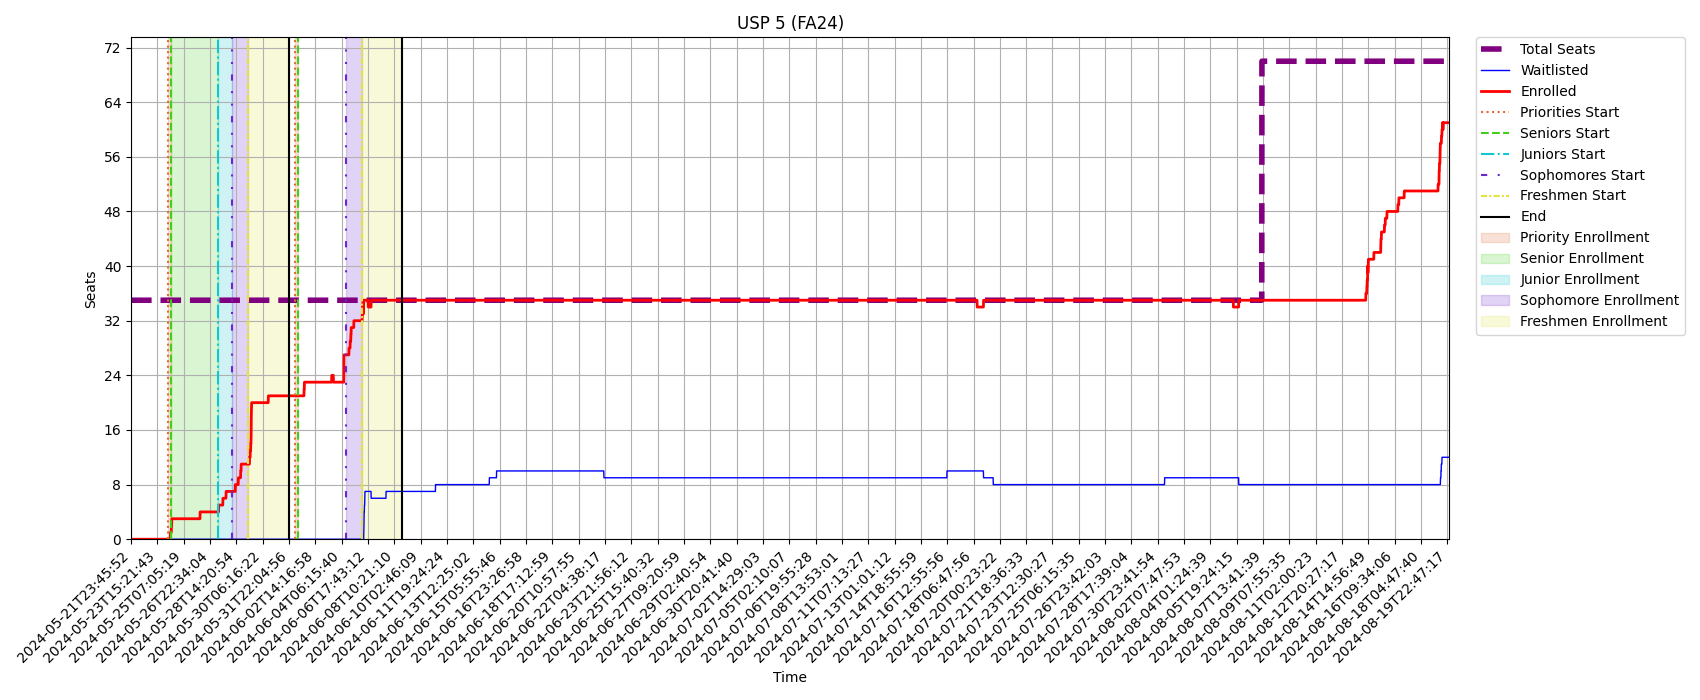 USP 5 (FA24)
72
64
56
48
40
32
24
16
8
0
Seats
2024-05-21T23:45:52
2024-05-23T15:21:43
2024-05-25T07:05:19
2024-05-26T22:34:04
2024-05-28T14:20:54
2024-05-30T06:16:22
2024-05-31T22:04:56
2024-06-02T14:16:58
2024-06-04T06:15:40
2024-06-06T17:43:12
2024-06-08T10:21:10
2024-06-10T02:46:09
2024-06-11T19:24:24
2024-06-13T12:25:02
2024-06-15T05:55:46
2024-06-16T23:26:58
2024-06-18T17:12:59
2024-06-20T10:57:55
2024-06-22T04:38:17
2024-06-23T21:56:12
2024-06-25T15:40:32
2024-06-27T09:20:59
2024-06-29T02:40:54
2024-06-30T20:41:40
2024-07-02T14:29:03
2024-07-05T02:10:07
2024-07-06T19:55:28
2024-07-08T13:53:01
2024-07-11T07:13:27
2024-07-13T01:01:12
2024-07-14T18:55:59
2024-07-16T12:55:56
2024-07-18T06:47:56
2024-07-20T00:23:22
2024-07-21T18:36:33
2024-07-23T12:30:27
2024-07-25T06:15:35
2024-07-26T23:42:03
2024-07-28T17:39:04
2024-07-30T23:41:54
2024-08-02T07:47:53
2024-08-04T01:24:39
2024-08-05T19:24:15
2024-08-07T13:41:39
2024-08-09T07:55:35
2024-08-11T02:00:23
2024-08-12T20:27:17
2024-08-14T14:56:49
2024-08-16T09:34:06
2024-08-18T04:47:40
2024-08-19T22:47:17
Time
Total Seats
Waitlisted
Enrolled
Priorities Start
Seniors Start
Juniors Start
Sophomores Start
Freshmen Start
End
Priority Enrollment
Senior Enrollment
Junior Enrollment
Sophomore Enrollment
Freshmen Enrollment